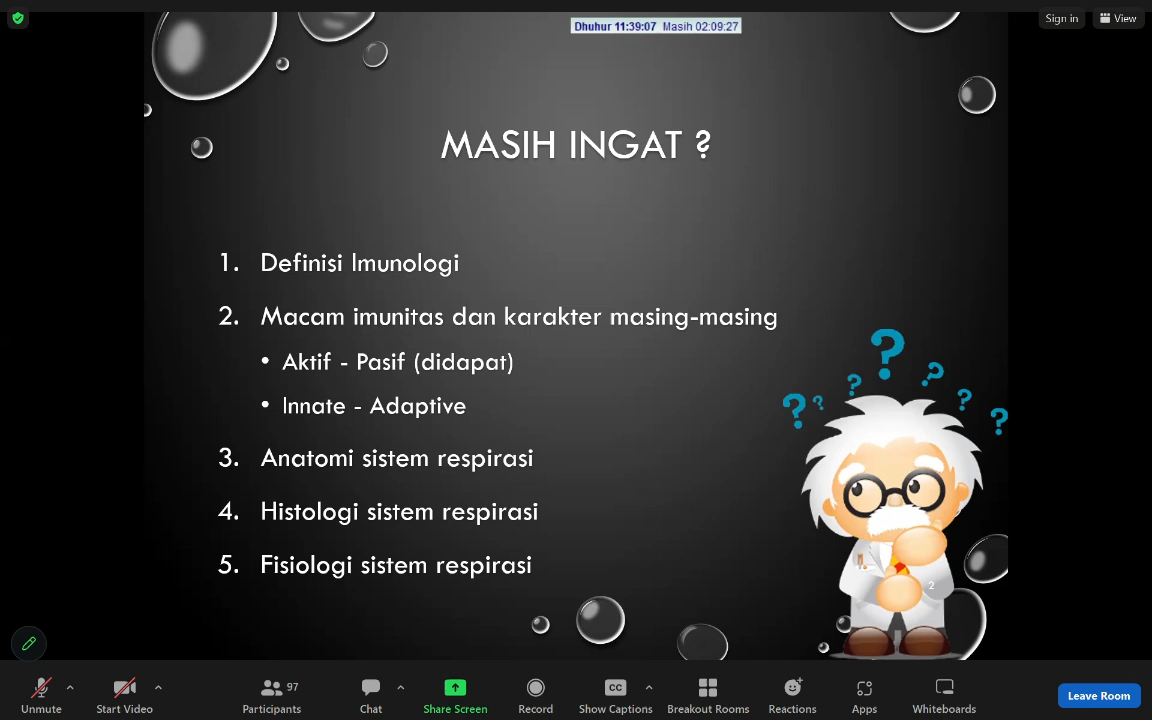 Dhuhur 11:39:07 Masih 02:09:27
Sign in
View
MASIH INGAT ?
1. Definisi Imunologi
2. Macam imunitas dan karakter masing-masing
• Aktif - Pasif (didapat)
• Innate - Adaptive
3. Anatomi sistem respirasi
4. Histologi sistem respirasi
5. Fisiologi sistem respirasi
? ? ? ? ? ? ?
2
97
CC
Unmute
Start Video
Participants
Chat
Share Screen
Record
Show Captions
Breakout Rooms
Reactions
Apps
Whiteboards
Leave Room